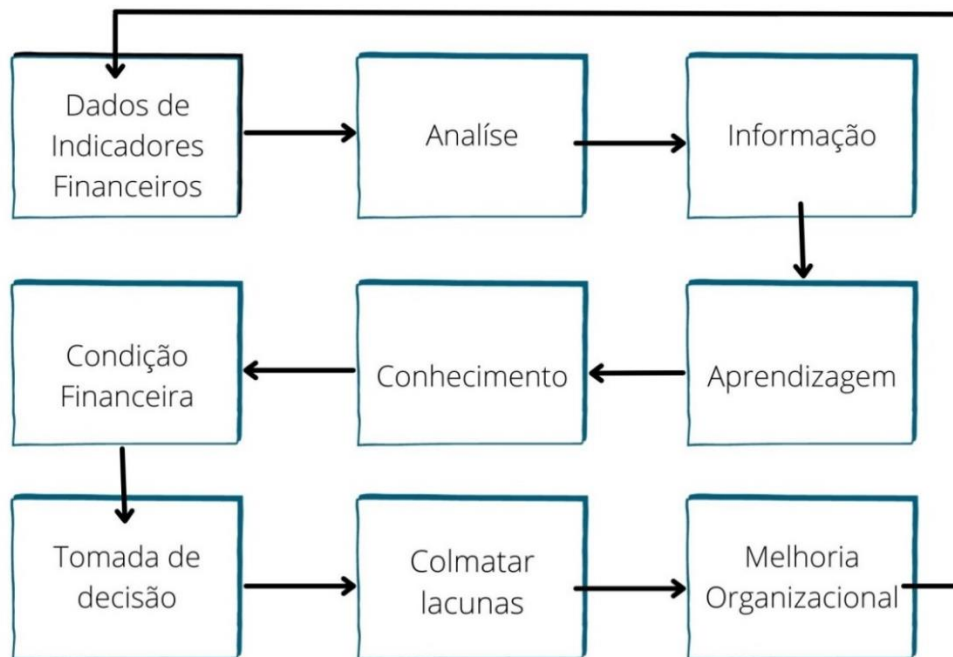 Dados de
Indicadores
Financeiros
Analíse
Informação
Condição
Financeira
Conhecimento
Aprendizagem
Tomada de
decisão
Colmatar
lacunas
Melhoria
Organizacional